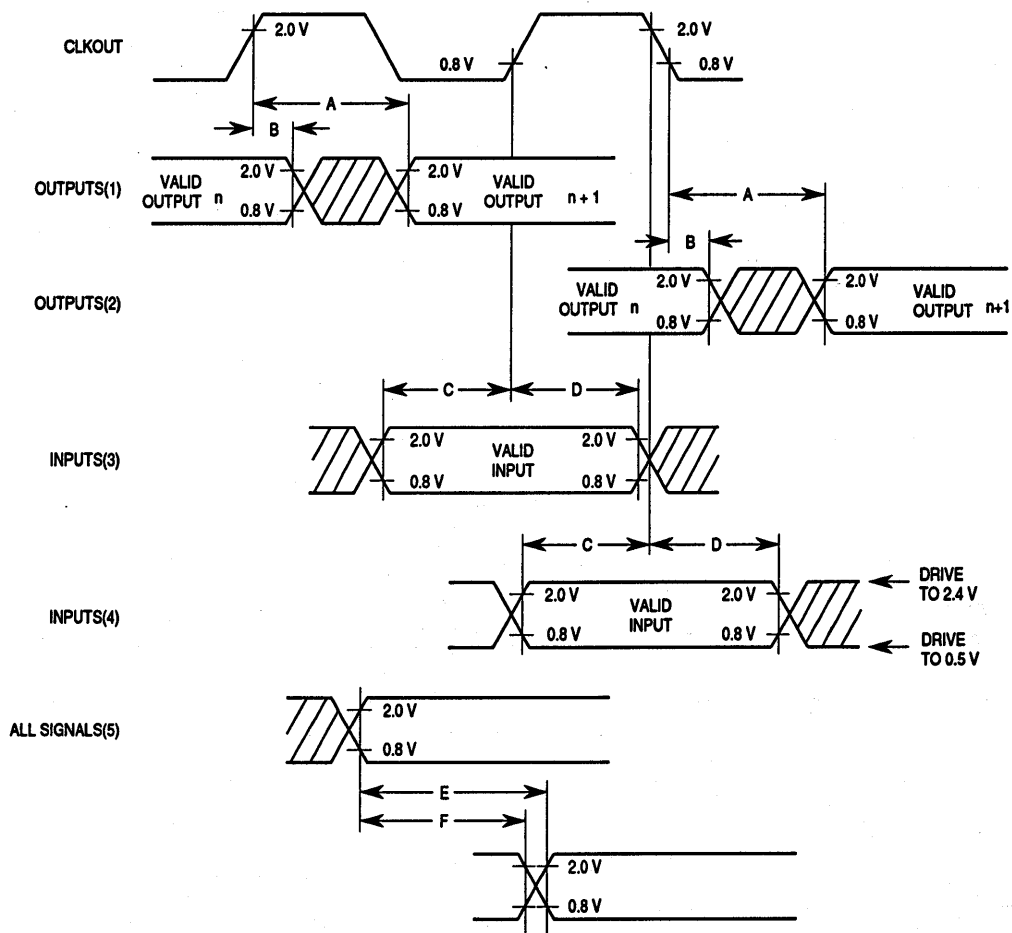 CLKOUT
2.0 V
0.8 V
2.0 V
0.8 V
A
B
OUTPUTS(1)
VALID
OUTPUT n
2.0 V
0.8 V
2.0 V
0.8 V
VALID
OUTPUT n + 1
A
B
OUTPUTS(2)
VALID
OUTPUT n
2.0 V
0.8 V
2.0 V
0.8 V
VALID
OUTPUT n+1
C
D
INPUTS(3)
2.0 V
0.8 V
VALID
INPUT
2.0 V
0.8 V
C
D
INPUTS(4)
2.0 V
0.8 V
VALID
INPUT
2.0 V
0.8 V
DRIVE
TO 2.4 V
DRIVE
TO 0.5 V
ALL SIGNALS(5)
2.0 V
0.8 V
E
F
2.0 V
0.8 V